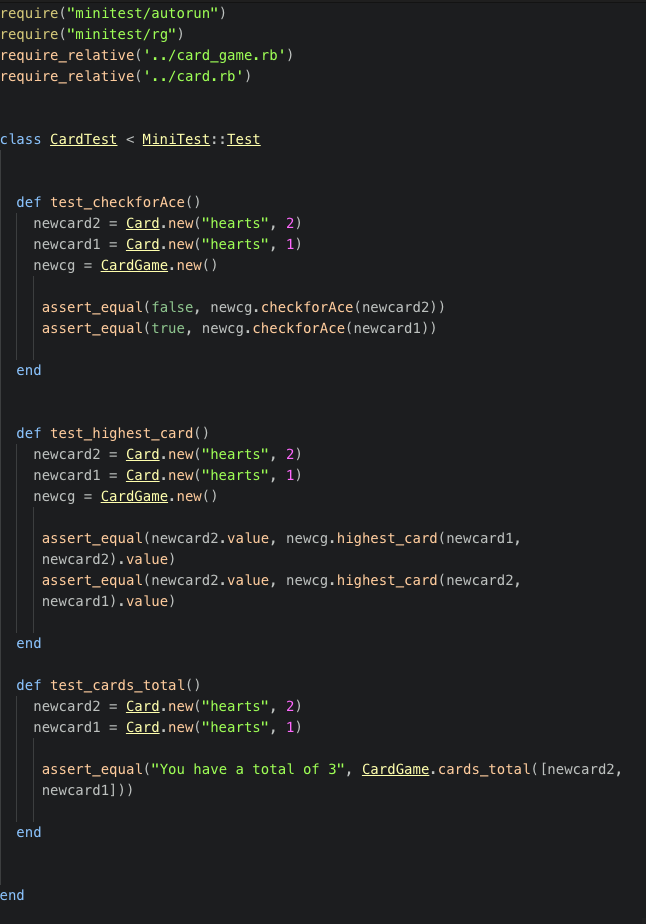 require("minitest/autorun")
require("minitest/rg")
require_relative('../card_game.rb')
require_relative('../card.rb')
class CardTest < MiniTest::Test
def test_checkforAce()
newcard2 = Card.new("hearts", 2)
newcard1 = Card.new("hearts", 1)
newcg = CardGame.new()
assert_equal(false, newcg.checkforAce(newcard2))
assert_equal(true, newcg.checkforAce(newcard1))
end
def test_highest_card()
newcard2 = Card.new("hearts", 2)
newcard1 = Card.new("hearts", 1)
newcg = CardGame.new()
assert_equal(newcard2.value, newcg.highest_card(newcard1,
newcard2).value)
assert_equal(newcard2.value, newcg.highest_card(newcard2,
newcard1).value)
end
def test_cards_total()
newcard2 = Card.new("hearts", 2)
newcard1 = Card.new("hearts", 1)
assert_equal("You have a total of 3", CardGame.cards_total([newcard2,
newcard1]))
end
end